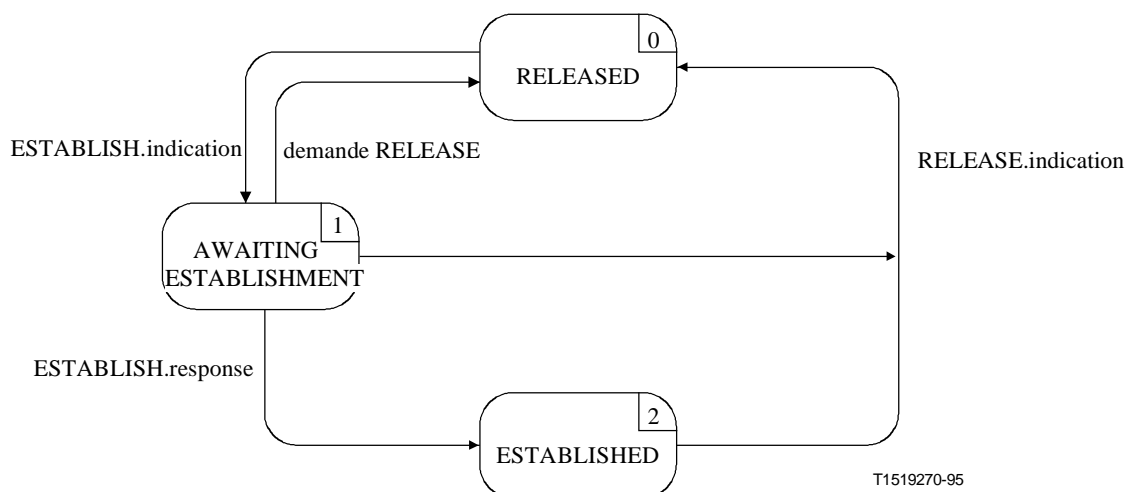 0
RELEASED
ESTABLISH.indication
demande RELEASE
RELEASE.indication
1
AWAITING
ESTABLISHMENT
ESTABLISH.response
2
ESTABLISHED
T1519270-95